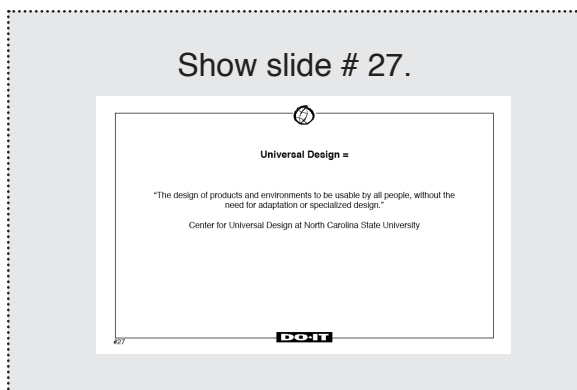 Show slide # 27.
Universal Design =
“The design of products and environments to be usable by all people, without the
need for adaptation or specialized design.”
Center for Universal Design at North Carolina State University
#27
DO-IT